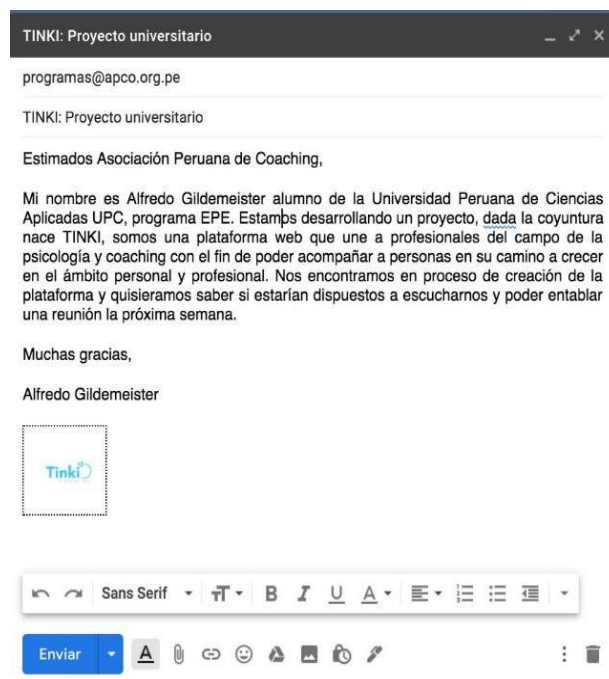 TINKI: Proyecto universitario
programas@apco.org.pe
TINKI: Proyecto universitario
Estimados Asociación Peruana de Coaching,
Mi nombre es Alfredo Gildemeister alumno de la Universidad Peruana de Ciencias
Aplicadas UPC, programa EPE. Estamos desarrollando un proyecto, dada la coyuntura
nace TINKI, somos una plataforma web que une a profesionales del campo de la
psicología y coaching con el fin de poder acompañar a personas en su camino a crecer
en el ámbito personal y profesional. Nos encontramos en proceso de creación de la
plataforma y quisieramos saber si estarían dispuestos a escucharnos y poder entablar
una reunión la próxima semana.
Muchas gracias,
Alfredo Gildemeister
Tinki
Sans Serif
Enviar